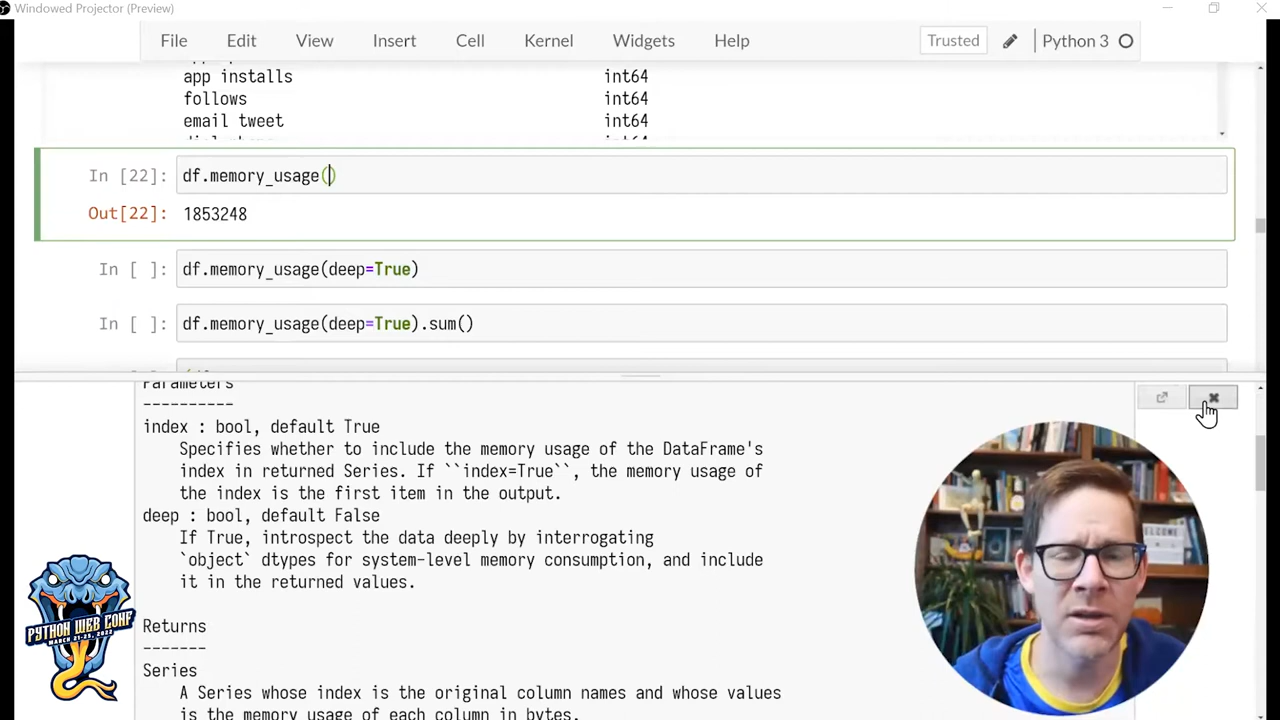 Windowed Projector (Preview)
File Edit View Insert Cell Kernel Widgets Help Trusted Python 3
app installs int64
follows int64
email tweet int64
int64
In [22]: df.memory_usage()
Out[22]: 1853248
In [ ]: df.memory_usage(deep=True)
In [ ]: df.memory_usage(deep=True).sum()
Parameters
----------
index : bool, default True
Specifies whether to include the memory usage of the DataFrame's
index in returned Series. If ``index=True``, the memory usage of
the index is the first item in the output.
deep : bool, default False
If True, introspect the data deeply by interrogating
`object` dtypes for system-level memory consumption, and include
it in the returned values.
Returns
-------
Series
A Series whose index is the original column names and whose values
is the memory usage of each column in bytes.
PYTHON WEB CONF
MARCH 21-25, 2022